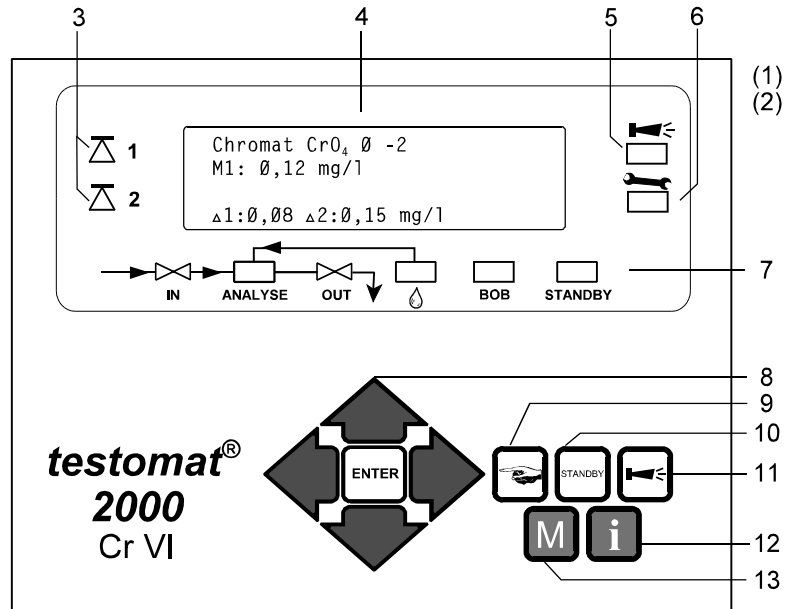 3 4 5 6
(1)
(2)
1
2
Chromat CrO₄ Ø -2
M1: Ø,12 mg/l
▵1:Ø,Ø8 ▵2:Ø,15 mg/l
IN ANALYSE OUT BOB STANDBY
7
8
9
10
11
12
13
ENTER
STANDBY
M i
testomat®
2000
Cr VI